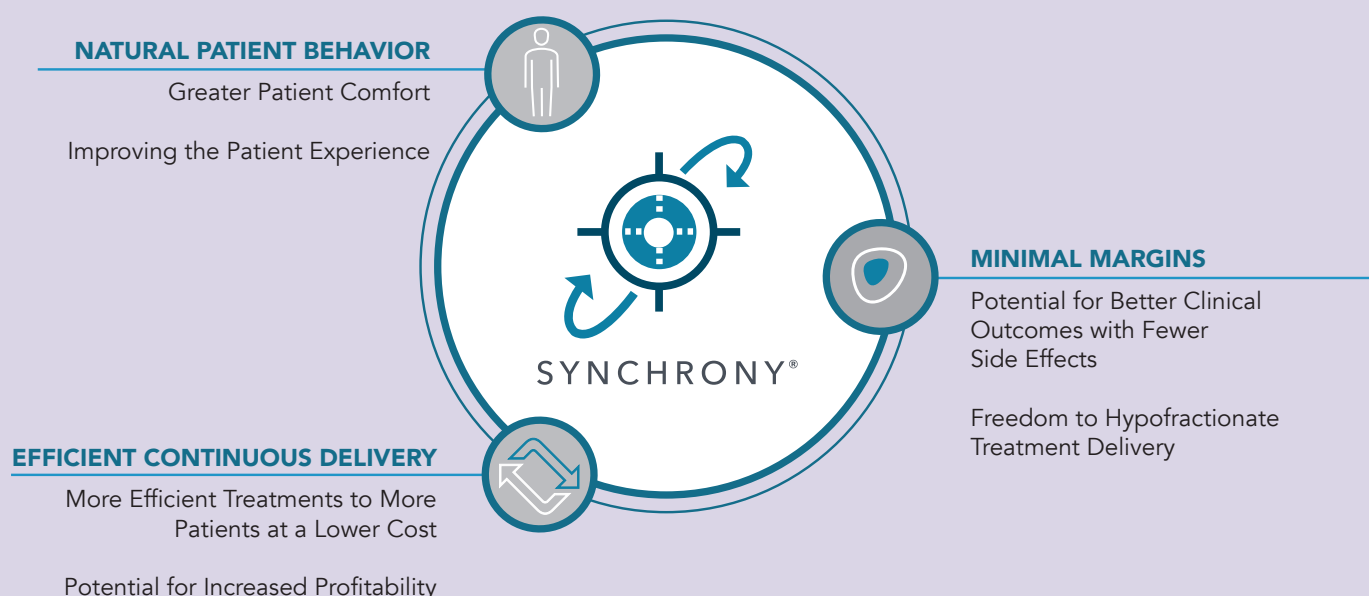 NATURAL PATIENT BEHAVIOR
Greater Patient Comfort
Improving the Patient Experience
SYNCHRONY®
MINIMAL MARGINS
Potential for Better Clinical
Outcomes with Fewer
Side Effects
Freedom to Hypofractionate
Treatment Delivery
EFFICIENT CONTINUOUS DELIVERY
More Efficient Treatments to More
Patients at a Lower Cost
Potential for Increased Profitability